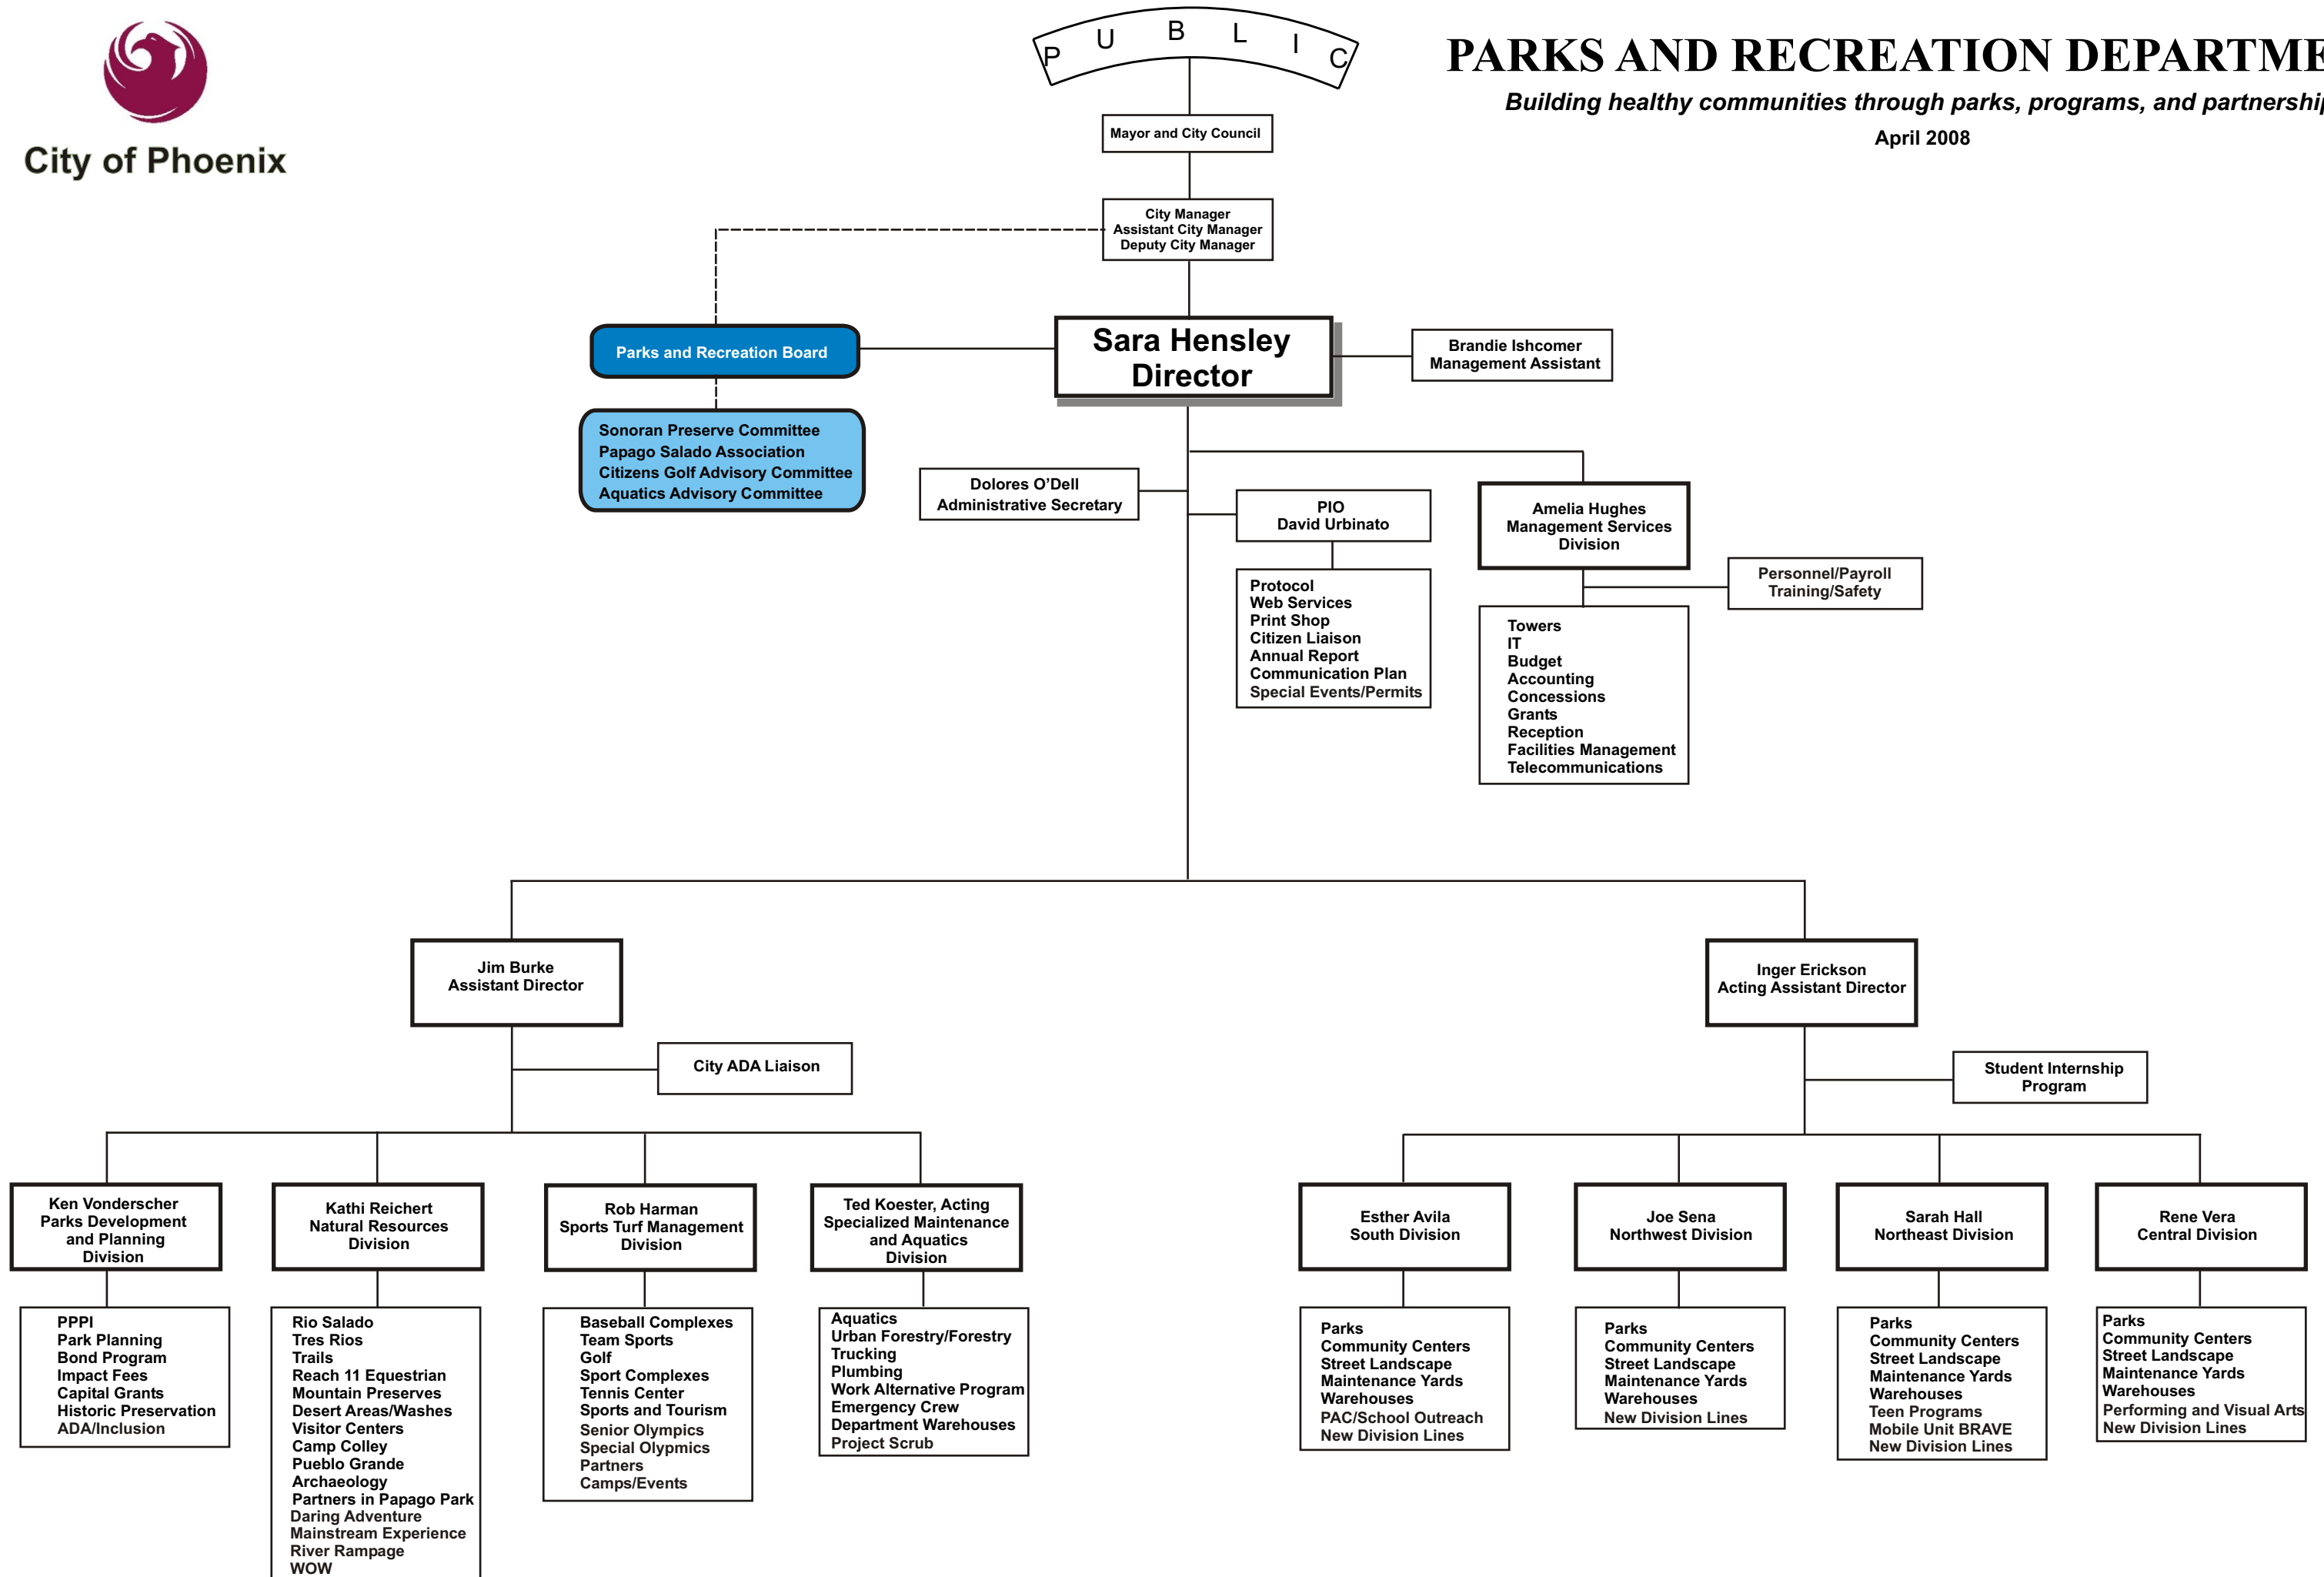 PUBLIC
PARKS AND RECREATION DEPARTME
Building healthy communities through parks, programs, and partnership
April 2008
City of Phoenix
Mayor and City Council
City Manager
Assistant City Manager
Deputy City Manager
Parks and Recreation Board
Sara Hensley
Director
Brandie Ishcomer
Management Assistant
Sonoran Preserve Committee
Papago Salado Association
Citizens Golf Advisory Committee
Aquatics Advisory Committee
Dolores O'Dell
Administrative Secretary
PIO
David Urbinato
Protocol
Web Services
Print Shop
Citizen Liaison
Annual Report
Communication Plan
Special Events/Permits
Amelia Hughes
Management Services
Division
Personnel/Payroll
Training/Safety
Towers
IT
Budget
Accounting
Concessions
Grants
Reception
Facilities Management
Telecommunications
Jim Burke
Assistant Director
City ADA Liaison
Inger Erickson
Acting Assistant Director
Student Internship
Program
Ken Vonderscher
Parks Development
and Planning
Division
PPPI
Park Planning
Bond Program
Impact Fees
Capital Grants
Historic Preservation
ADA/Inclusion
Kathi Reichert
Natural Resources
Division
Rio Salado
Tres Rios
Trails
Reach 11 Equestrian
Mountain Preserves
Desert Areas/Washes
Visitor Centers
Camp Colley
Pueblo Grande
Archaeology
Partners in Papago Park
Daring Adventure
Mainstream Experience
River Rampage
WOW
Rob Harman
Sports Turf Management
Division
Baseball Complexes
Team Sports
Golf
Sport Complexes
Tennis Center
Sports and Tourism
Senior Olympics
Special Olypmics
Partners
Camps/Events
Ted Koester, Acting
Specialized Maintenance
and Aquatics
Division
Aquatics
Urban Forestry/Forestry
Trucking
Plumbing
Work Alternative Program
Emergency Crew
Department Warehouses
Project Scrub
Esther Avila
South Division
Parks
Community Centers
Street Landscape
Maintenance Yards
Warehouses
PAC/School Outreach
New Division Lines
Joe Sena
Northwest Division
Parks
Community Centers
Street Landscape
Maintenance Yards
Warehouses
New Division Lines
Sarah Hall
Northeast Division
Parks
Community Centers
Street Landscape
Maintenance Yards
Warehouses
Teen Programs
Mobile Unit BRAVE
New Division Lines
Rene Vera
Central Division
Parks
Community Centers
Street Landscape
Maintenance Yards
Warehouses
Performing and Visual Arts
New Division Lines